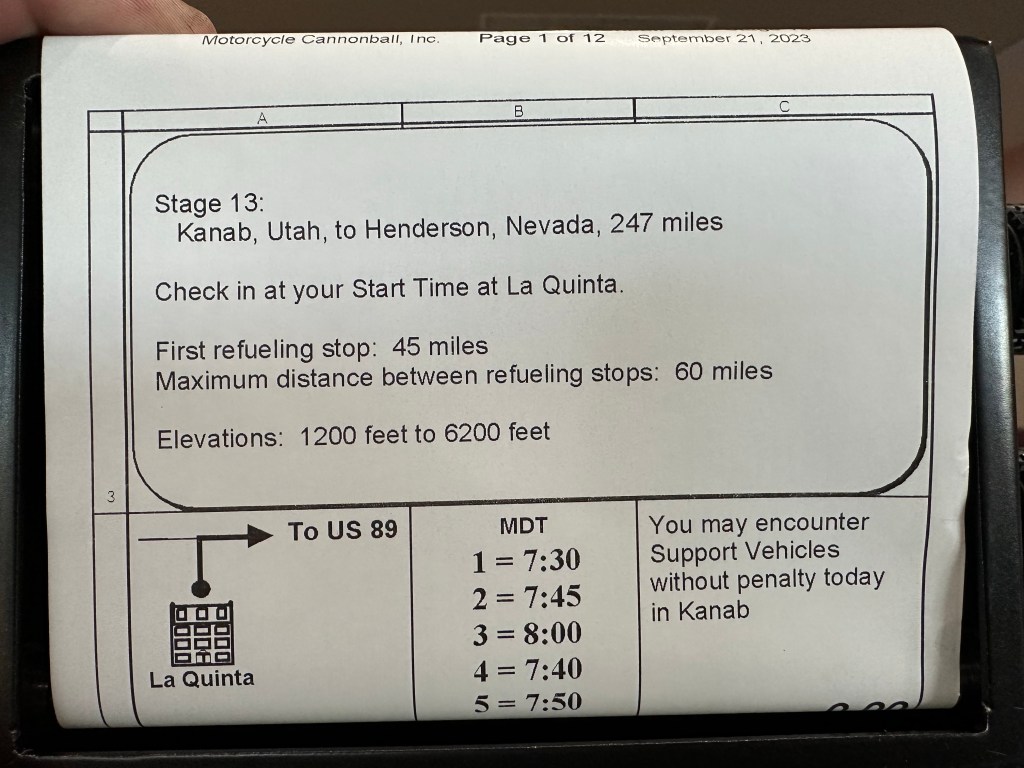 Motorcycle Cannonball, Inc. Page 1 of 12 September 21, 2023
A B C
Stage 13:
Kanab, Utah, to Henderson, Nevada, 247 miles
Check in at your Start Time at La Quinta.
First refueling stop: 45 miles
Maximum distance between refueling stops: 60 miles
Elevations: 1200 feet to 6200 feet
3
To US 89
La Quinta
MDT
1 = 7:30
2 = 7:45
3 = 8:00
4 = 7:40
5 = 7:50
You may encounter
Support Vehicles
without penalty today
in Kanab